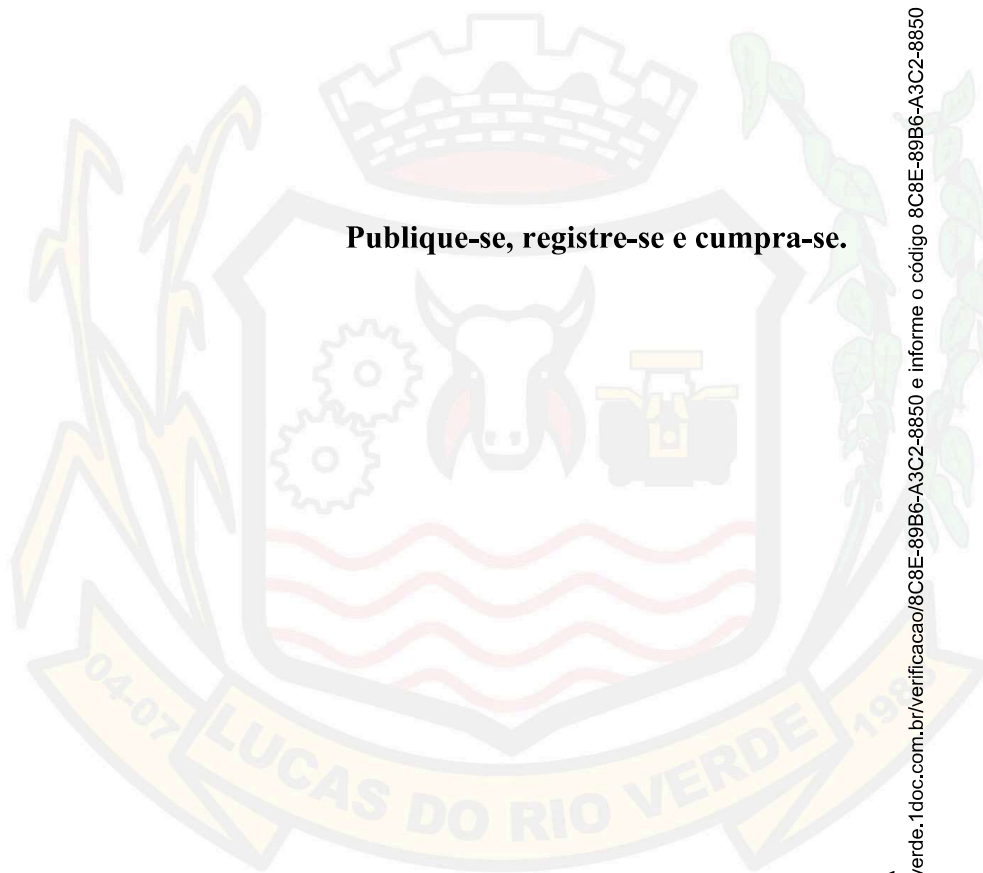 Publique-se, registre-se e cumpra-se.
04-07
LUCAS DO RIO VERDE
verde.1doc.com.br/verificacao/8C8E-89B6-A3C2-8850 e informe o código 8C8E-89B6-A3C2-8850